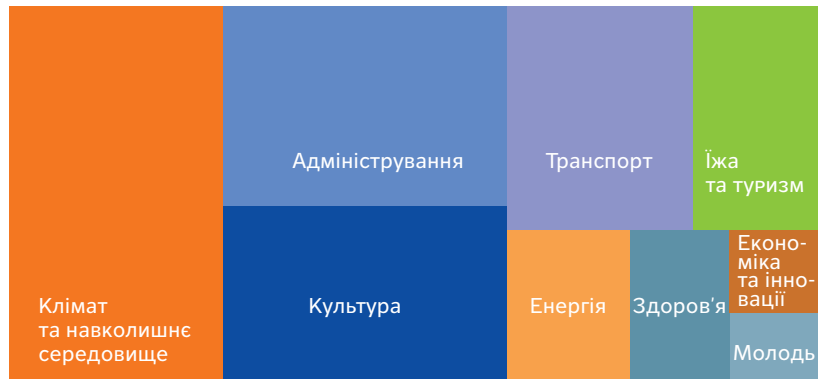 Адміністрування
Транспорт
Їжа
та туризм
Клімат
та навколишнє
середовище
Культура
Енергія
Здоров’я
Еконо-
міка
та інно-
вації
Молодь